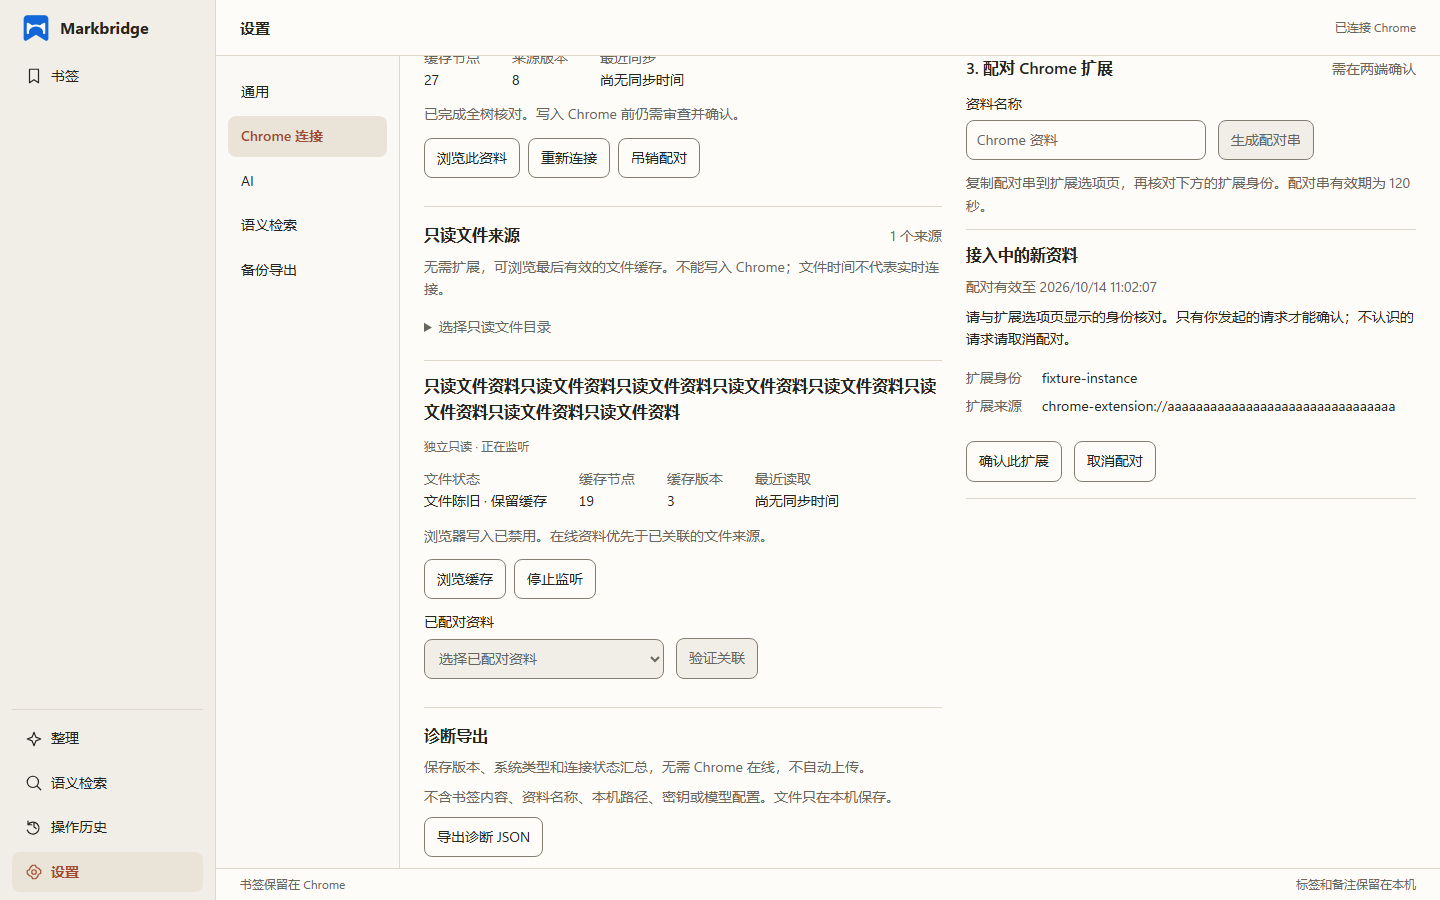 Markbridge
书签
整理
语义检索
操作历史
设置
设置
已连接 Chrome
通用
Chrome 连接
AI
语义检索
备份导出
缓存节点 来源版本 最近同步
27 8 尚无同步时间
已完成全树核对。写入 Chrome 前仍需审查并确认。
浏览此资料 重新连接 吊销配对
只读文件来源 1 个来源
无需扩展，可浏览最后有效的文件缓存。不能写入 Chrome；文件时间不代表实时连
接。
选择只读文件目录
只读文件资料只读文件资料只读文件资料只读文件资料只读文件资料只读
文件资料只读文件资料只读文件资料
独立只读 · 正在监听
文件状态 缓存节点 缓存版本 最近读取
文件陈旧 · 保留缓存 19 3 尚无同步时间
浏览器写入已禁用。在线资料优先于已关联的文件来源。
浏览缓存 停止监听
已配对资料
选择已配对资料 验证关联
诊断导出
保存版本、系统类型和连接状态汇总，无需 Chrome 在线，不自动上传。
不含书签内容、资料名称、本机路径、密钥或模型配置。文件只在本机保存。
导出诊断 JSON
3. 配对 Chrome 扩展 需在两端确认
资料名称
Chrome 资料 生成配对串
复制配对串到扩展选项页，再核对下方的扩展身份。配对串有效期为 120
秒。
接入中的新资料
配对有效至 2026/10/14 11:02:07
请与扩展选项页显示的身份核对。只有你发起的请求才能确认；不认识的
请求请取消配对。
扩展身份 fixture-instance
扩展来源 chrome-extension://aaaaaaaaaaaaaaaaaaaaaaaaaaaaaaaa
确认此扩展 取消配对
书签保留在 Chrome
标签和备注保留在本机